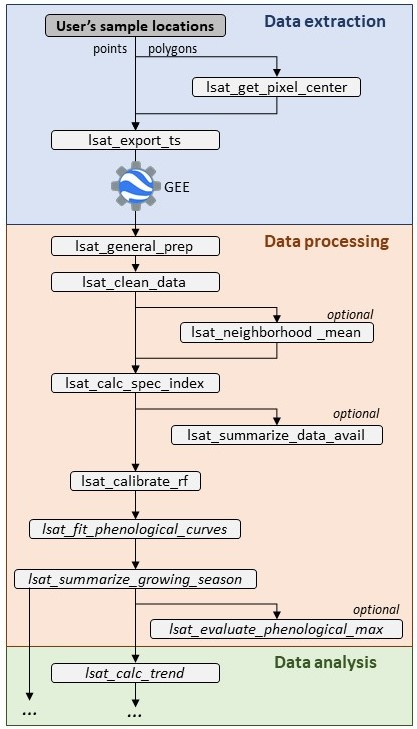 User's sample locations
Data extraction
points
polygons
lsat_get_pixel_center
lsat_export_ts
GEE
lsat_general_prep
Data processing
lsat_clean_data
optional
lsat_neighborhood _mean
lsat_calc_spec_index
optional
lsat_summarize_data_avail
lsat_calibrate_rf
lsat_fit_phenological_curves
lsat_summarize_growing_season
optional
lsat_evaluate_phenological_max
Data analysis
lsat_calc_trend
...
...